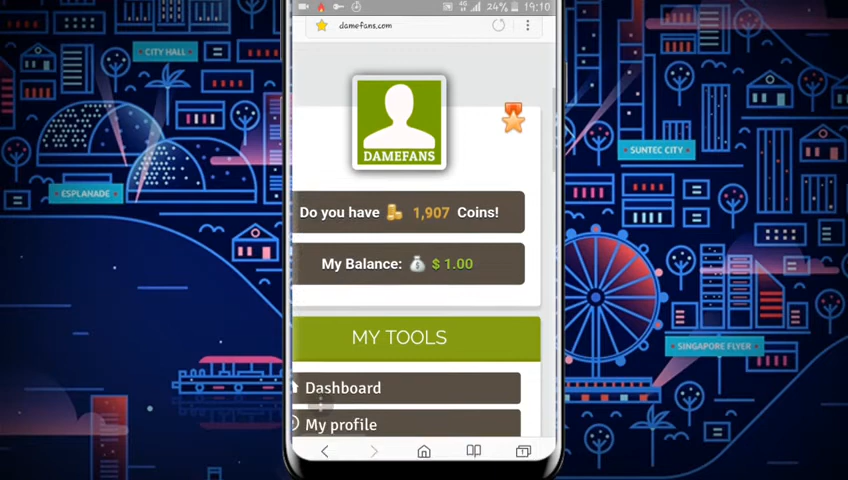 24% 19:10
damefans.com
CITY HALL
DAMEFANS
SUNTEC CITY
ESPLANADE
Do you have 1,907 Coins!
My Balance: $ 1.00
MY TOOLS
SINGAPORE FLYER
Dashboard
My profile